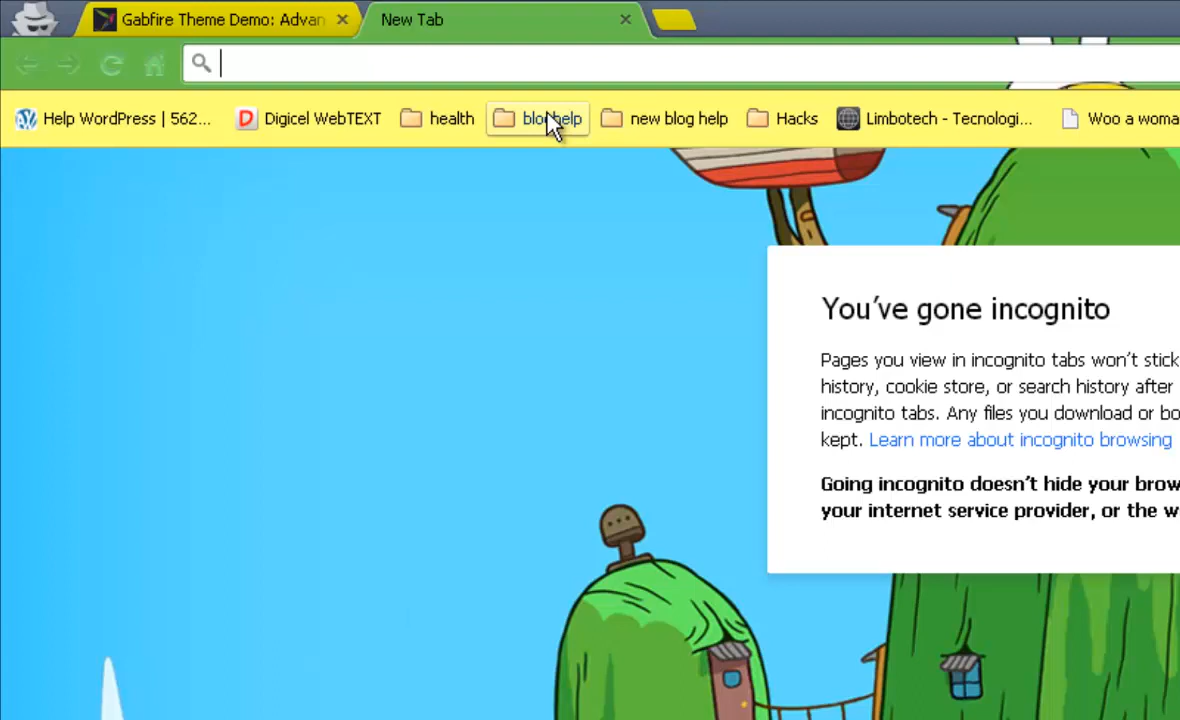 Gabfire Theme Demo: Advan
New Tab
Help WordPress | 562...
Digicel WebTEXT
health
blog help
new blog help
Hacks
Limbotech - Tecnologi...
Woo a woma
You've gone incognito
Pages you view in incognito tabs won't stick
history, cookie store, or search history after
incognito tabs. Any files you download or bo
kept. Learn more about incognito browsing
Going incognito doesn't hide your brow
your internet service provider, or the w